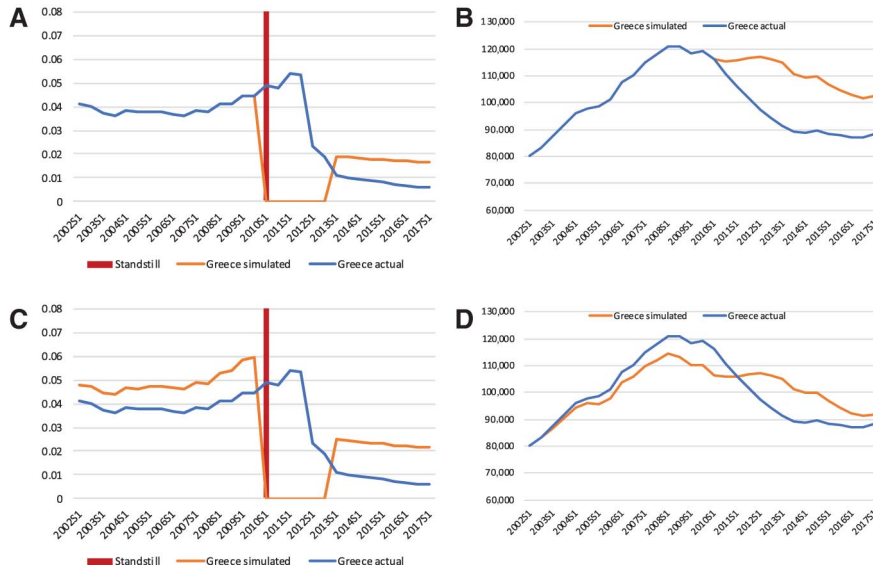 A
0.08
0.07
0.06
0.05
0.04
0.03
0.02
0.01
0
2002S1
2003S1
2004S1
2005S1
2006S1
2007S1
2008S1
2009S1
2010S1
2011S1
2012S1
2013S1
2014S1
2015S1
2016S1
2017S1
Standstill Greece simulated Greece actual
B
130,000
120,000
110,000
100,000
90,000
80,000
70,000
60,000
Greece simulated Greece actual
2002S1
2003S1
2004S1
2005S1
2006S1
2007S1
2008S1
2009S1
2010S1
2011S1
2012S1
2013S1
2014S1
2015S1
2016S1
2017S1
C
0.08
0.07
0.06
0.05
0.04
0.03
0.02
0.01
0
2002S1
2003S1
2004S1
2005S1
2006S1
2007S1
2008S1
2009S1
2010S1
2011S1
2012S1
2013S1
2014S1
2015S1
2016S1
2017S1
Standstill Greece simulated Greece actual
D
130,000
120,000
110,000
100,000
90,000
80,000
70,000
60,000
Greece simulated Greece actual
2002S1
2003S1
2004S1
2005S1
2006S1
2007S1
2008S1
2009S1
2010S1
2011S1
2012S1
2013S1
2014S1
2015S1
2016S1
2017S1